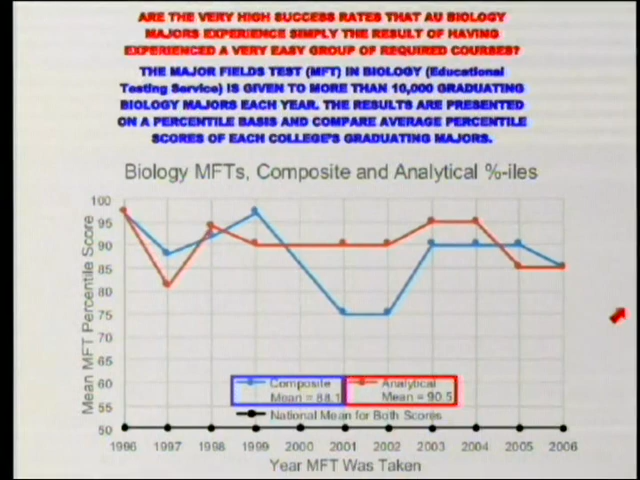 ARE THE VERY HIGH SUCCESS RATES THAT AU BIOLOGY
MAJORS EXPERIENCE SIMPLY THE RESULT OF HAVING
EXPERIENCED A VERY EASY GROUP OF REQUIRED COURSES?
THE MAJOR FIELDS TEST (MFT) IN BIOLOGY (Educational
Testing Service) IS GIVEN TO MORE THAN 10,000 GRADUATING
BIOLOGY MAJORS EACH YEAR. THE RESULTS ARE PRESENTED
ON A PERCENTILE BASIS AND COMPARE AVERAGE PERCENTILE
SCORES OF EACH COLLEGE'S GRADUATING MAJORS.
Biology MFTs, Composite and Analytical %-iles
Mean MFT Percentile Score
100
95
90
85
80
75
70
65
60
55
50
Composite
Mean = 88.1
Analytical
Mean = 90.5
National Mean for Both Scores
1996 1997 1998 1999 2000 2001 2002 2003 2004 2005 2006
Year MFT Was Taken